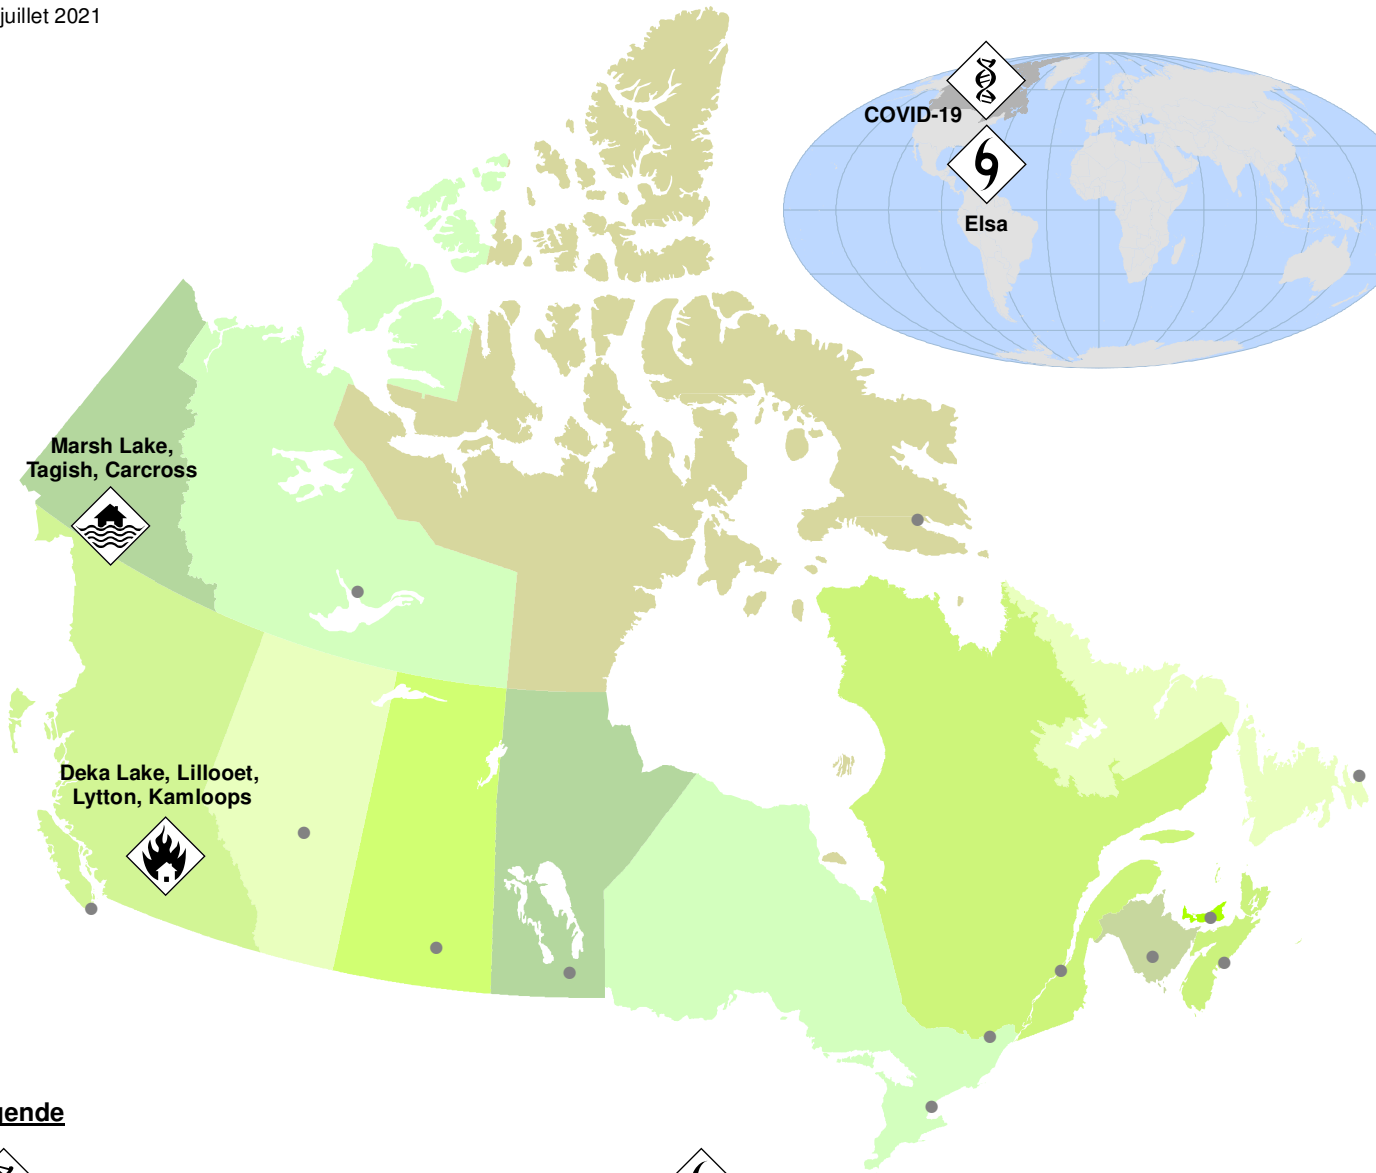 juillet 2021
COVID-19
Elsa
Marsh Lake,
Tagish, Carcross
Deka Lake, Lillooet,
Lytton, Kamloops
gende